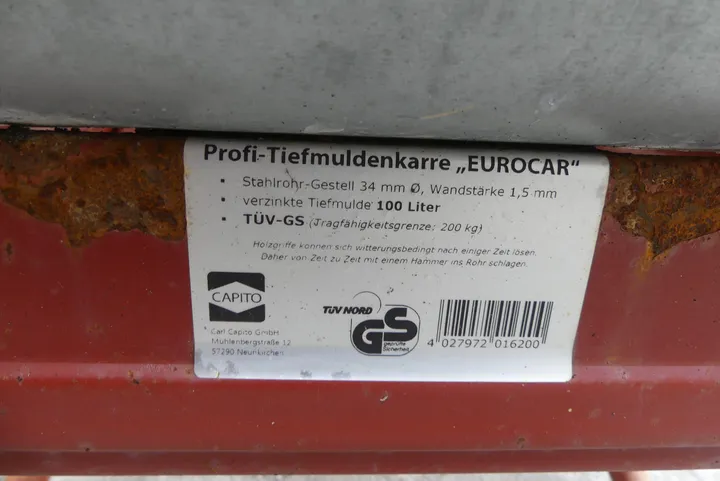 Profi-Tiefmuldenkarre „EUROCAR"
• Stahlrohr-Gestell 34 mm Ø, Wandstärke 1,5 mm
• verzinkte Tiefmulde 100 Liter
• TÜV-GS (Tragfähigkeitsgrenze: 200 kg)
Holzgriffe können sich witterungsbedingt nach einiger Zeit lösen.
Daher von Zeit zu Zeit mit einem Hammer ins Rohr schlagen.
CAPITO
Carl Capito GmbH
Mühlenbergstraße 12
57290 Neunkirchen
TÜV NORD
GS
geprüfte
Sicherheit
4 027972 016200